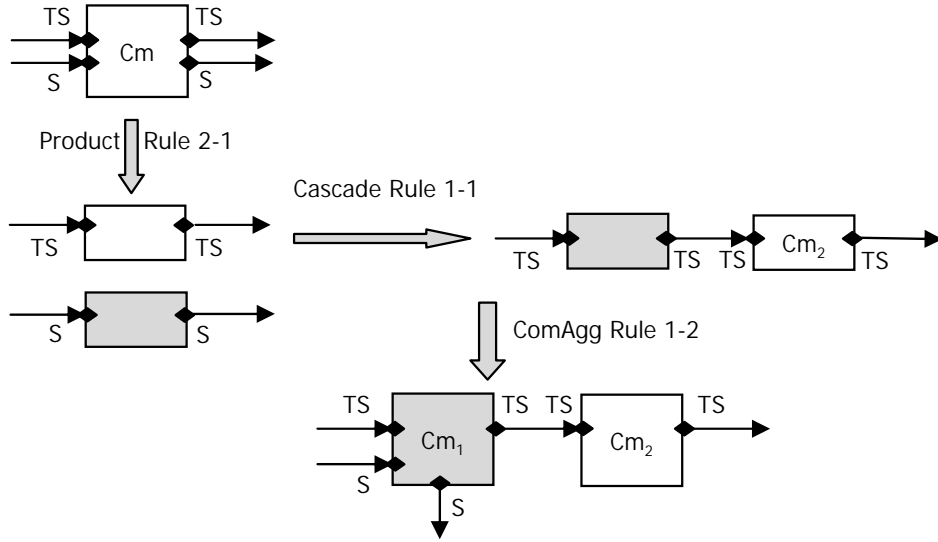 TS TS
Cm
S S
Product Rule 2-1
Cascade Rule 1-1
TS TS
Cm₂
TS TS TS TS
S S
ComAgg Rule 1-2
TS TS TS TS
Cm₁ Cm₂
S
S